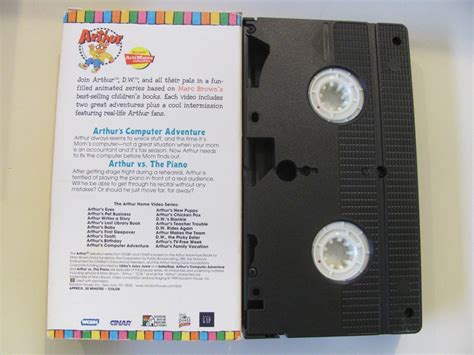 Arthur
Join Arthur™, D.W.™, and all their pals in a fun-
filled animated series based on Marc Brown's
best-selling children's books. Each video includes
two great adventures plus a cool intermission
featuring real-life Arthur fans.
Arthur's Computer Adventure
Arthur always seems to wreck stuff, and this time it's
Mom's computer—not a great situation when your mom
is an accountant and it's tax season. Now Arthur needs
to fix the computer before Mom finds out.
Arthur vs. The Piano
After getting stage fright during a rehearsal, Arthur is
terrified of playing the piano in front of a real audience.
Will he be able to get through his recital without any
mistakes? Or should he just move far, far away?
The Arthur Home Video Series:
Arthur's Eyes
Arthur's Pet Business
Arthur Writes a Story
Arthur's Lost Library Book
Arthur's Baby
Arthur's First Sleepover
Arthur's Tooth
Arthur's Birthday
Arthur's Computer Adventure
Arthur's New Puppy
Arthur's Chicken Pox
D.W.'s Blankie
Arthur's Teacher Trouble
D.W. Rides Again
Arthur Makes the Team
D.W., the Picky Eater
Arthur's TV-Free Week
Arthur's Family Vacation
Approx. 30 Minutes • Color
CINAR